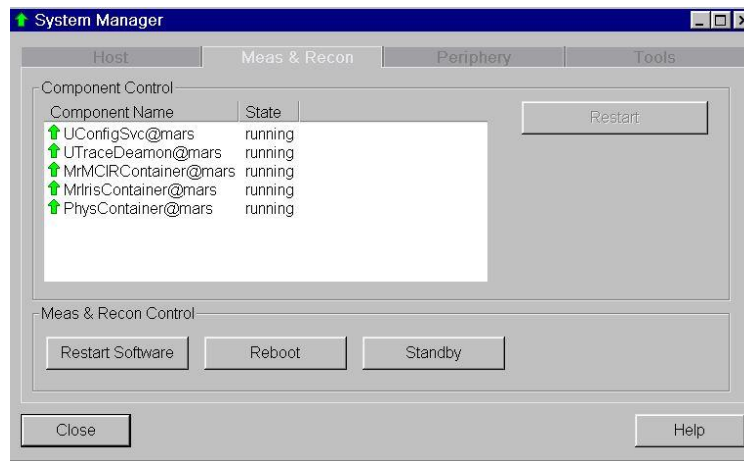 System Manager
Host Meas & Recon Periphery Tools
Component Control
Component Name State
Restart
UConfigSvc@mars running
UTraceDeamon@mars running
MrMCIRContainer@mars running
MrIrisContainer@mars running
PhysContainer@mars running
Meas & Recon Control
Restart Software Reboot Standby
Close Help